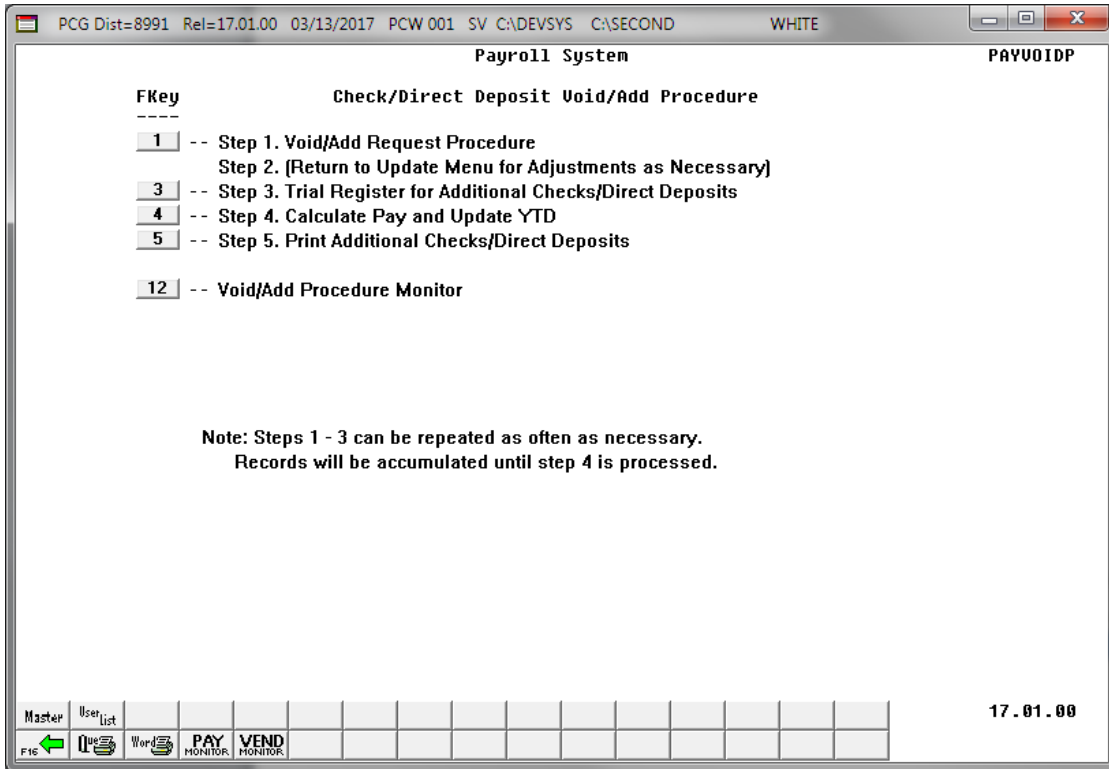 PCG Dist=8991 Rel=17.01.00 03/13/2017 PCW 001 SV C:\DEVSYS C:\SECOND WHITE
Payroll System PAYVOIDP
FKey Check/Direct Deposit Void/Add Procedure
----
1 -- Step 1. Void/Add Request Procedure
Step 2. (Return to Update Menu for Adjustments as Necessary)
3 -- Step 3. Trial Register for Additional Checks/Direct Deposits
4 -- Step 4. Calculate Pay and Update YTD
5 -- Step 5. Print Additional Checks/Direct Deposits
12 -- Void/Add Procedure Monitor
Note: Steps 1 - 3 can be repeated as often as necessary.
Records will be accumulated until step 4 is processed.
Master User List 17.01.00
F16 Que Word PAY MONITOR VEND MONITOR